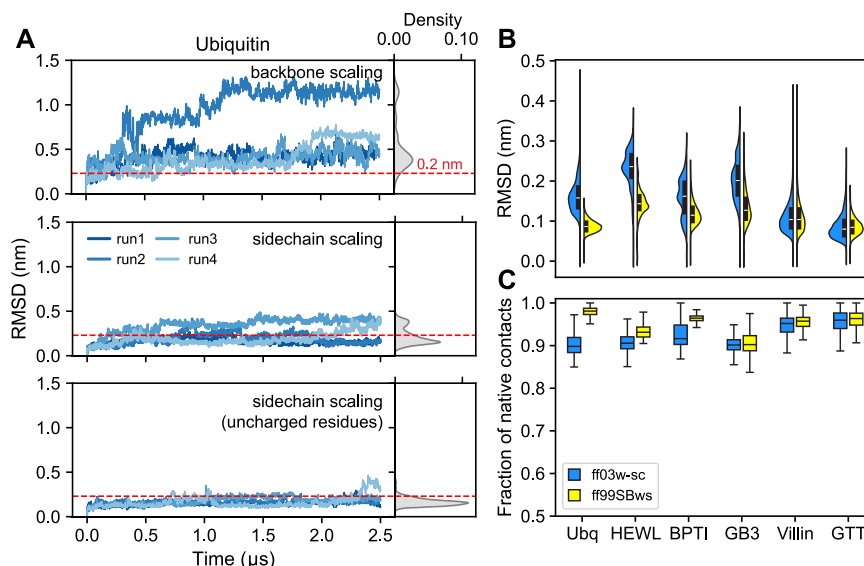 A
Ubiquitin
Density
0.00 0.10
backbone scaling
1.5
1.0
0.5
0.0
0.2 nm
RMSD (nm)
sidechain scaling
run1 run3
run2 run4
1.5
1.0
0.5
0.0
sidechain scaling
(uncharged residues)
1.5
1.0
0.5
0.0
0.0 0.5 1.0 1.5 2.0 2.5
Time (µs)
B
RMSD (nm)
0.5
0.4
0.3
0.2
0.1
0.0
C
Fraction of native contacts
1.0
0.9
0.8
0.7
0.6
0.5
ff03w-sc
ff99SBws
Ubq HEWL BPTI GB3 Villin GTT